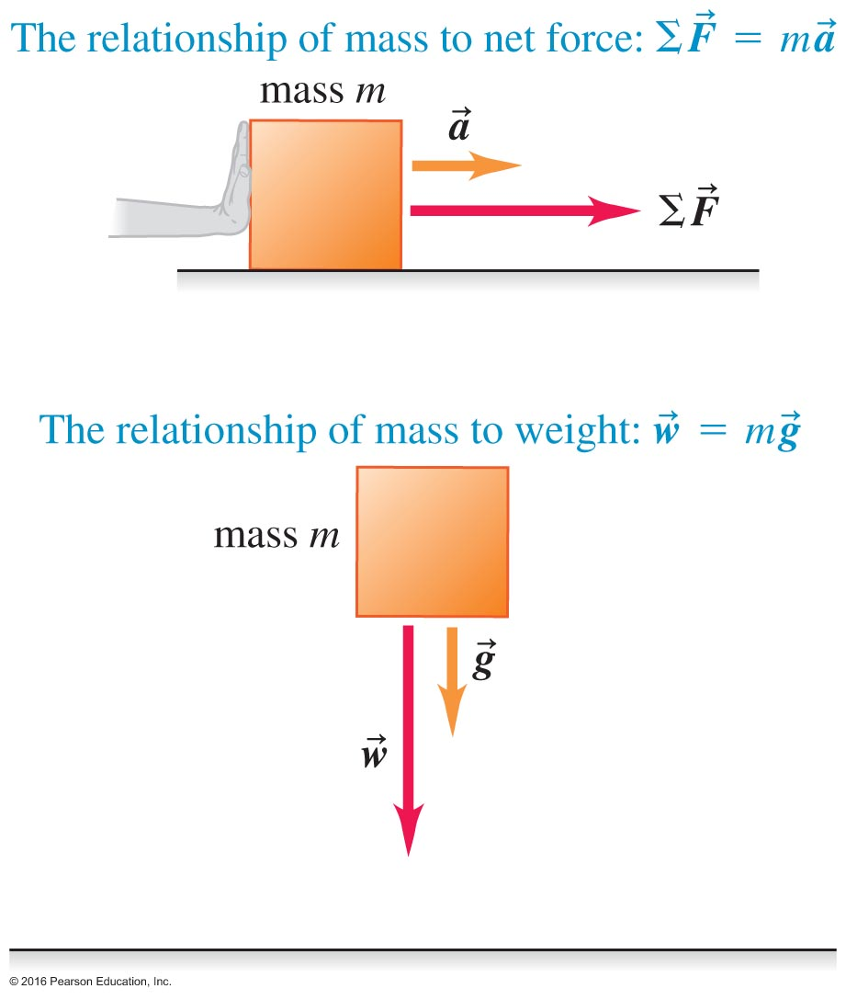 The relationship of mass to net force: ΣF⃗ = ma⃗
mass m
a⃗
ΣF⃗
The relationship of mass to weight: w⃗ = mg⃗
mass m
g⃗
w⃗
© 2016 Pearson Education, Inc.